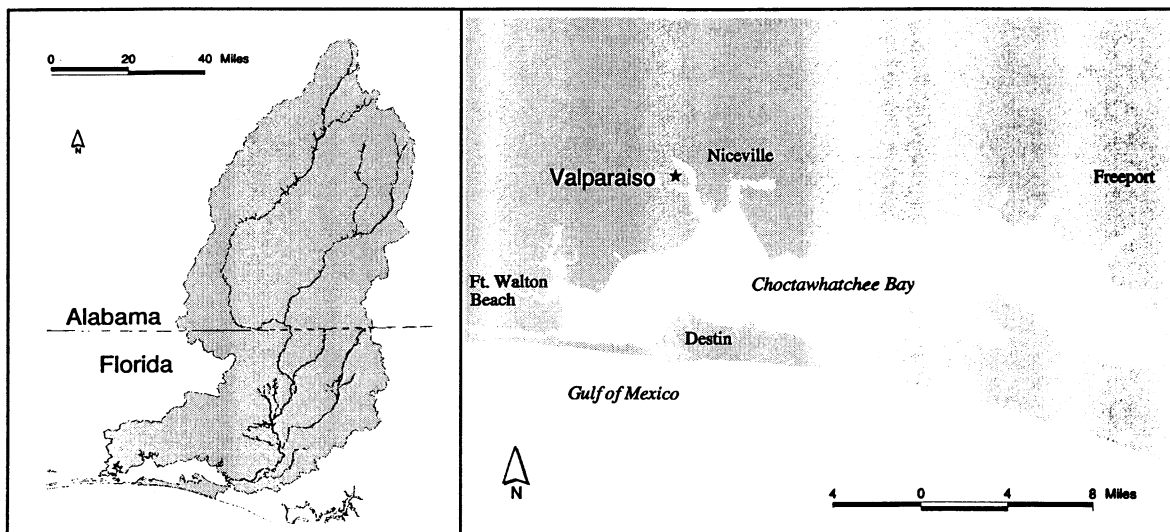 0 20 40 Miles
N
Alabama
Florida
Niceville
Valparaiso
Freeport
Ft. Walton
Beach
Choctawhatchee Bay
Destin
Gulf of Mexico
N
4 0 4 8 Miles